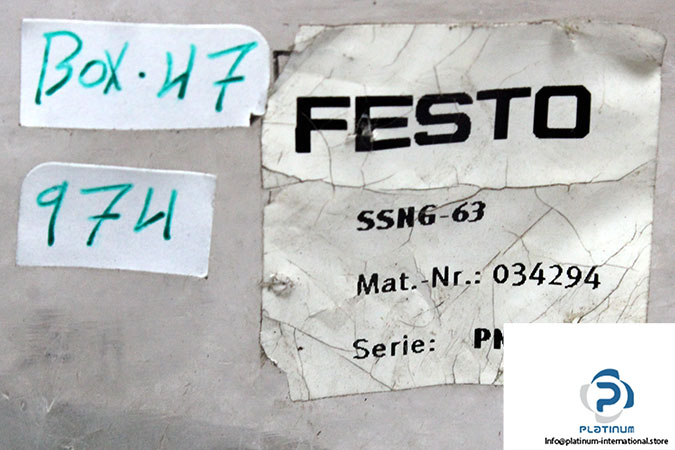 Box.47
974
FESTO
SSNG-63
Mat.-Nr.: 034294
Serie:
PLATINUM
Info@platinum-international.store